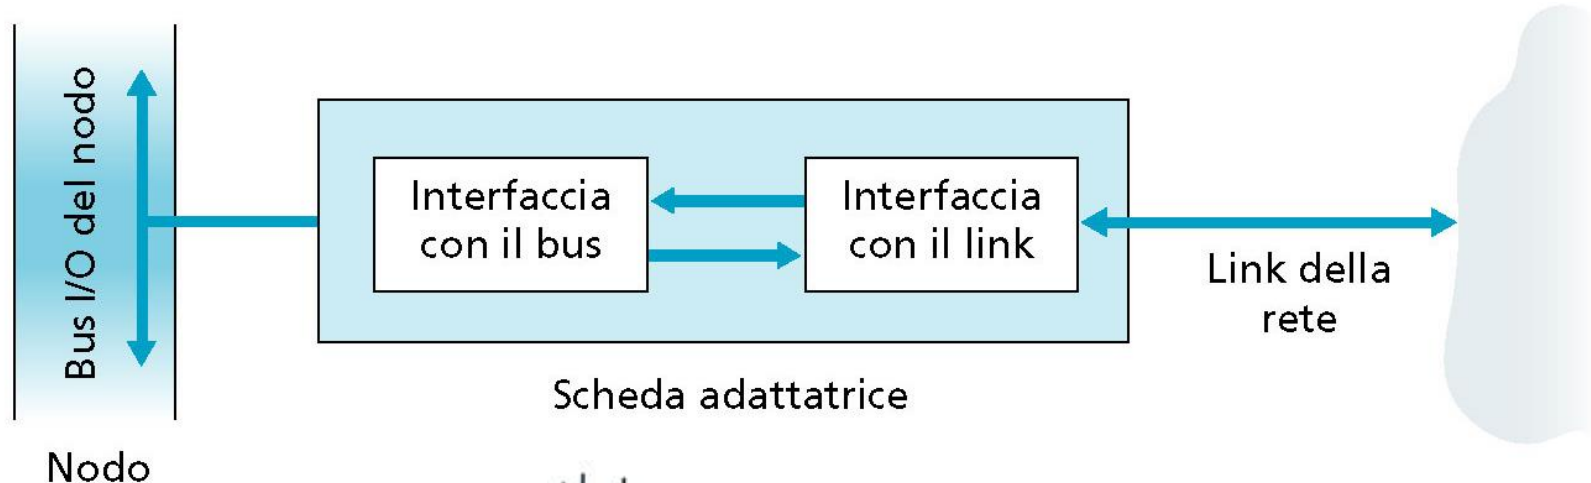 Bus I/O del nodo
Interfaccia
con il bus
Interfaccia
con il link
Link della
rete
Scheda adattatrice
Nodo